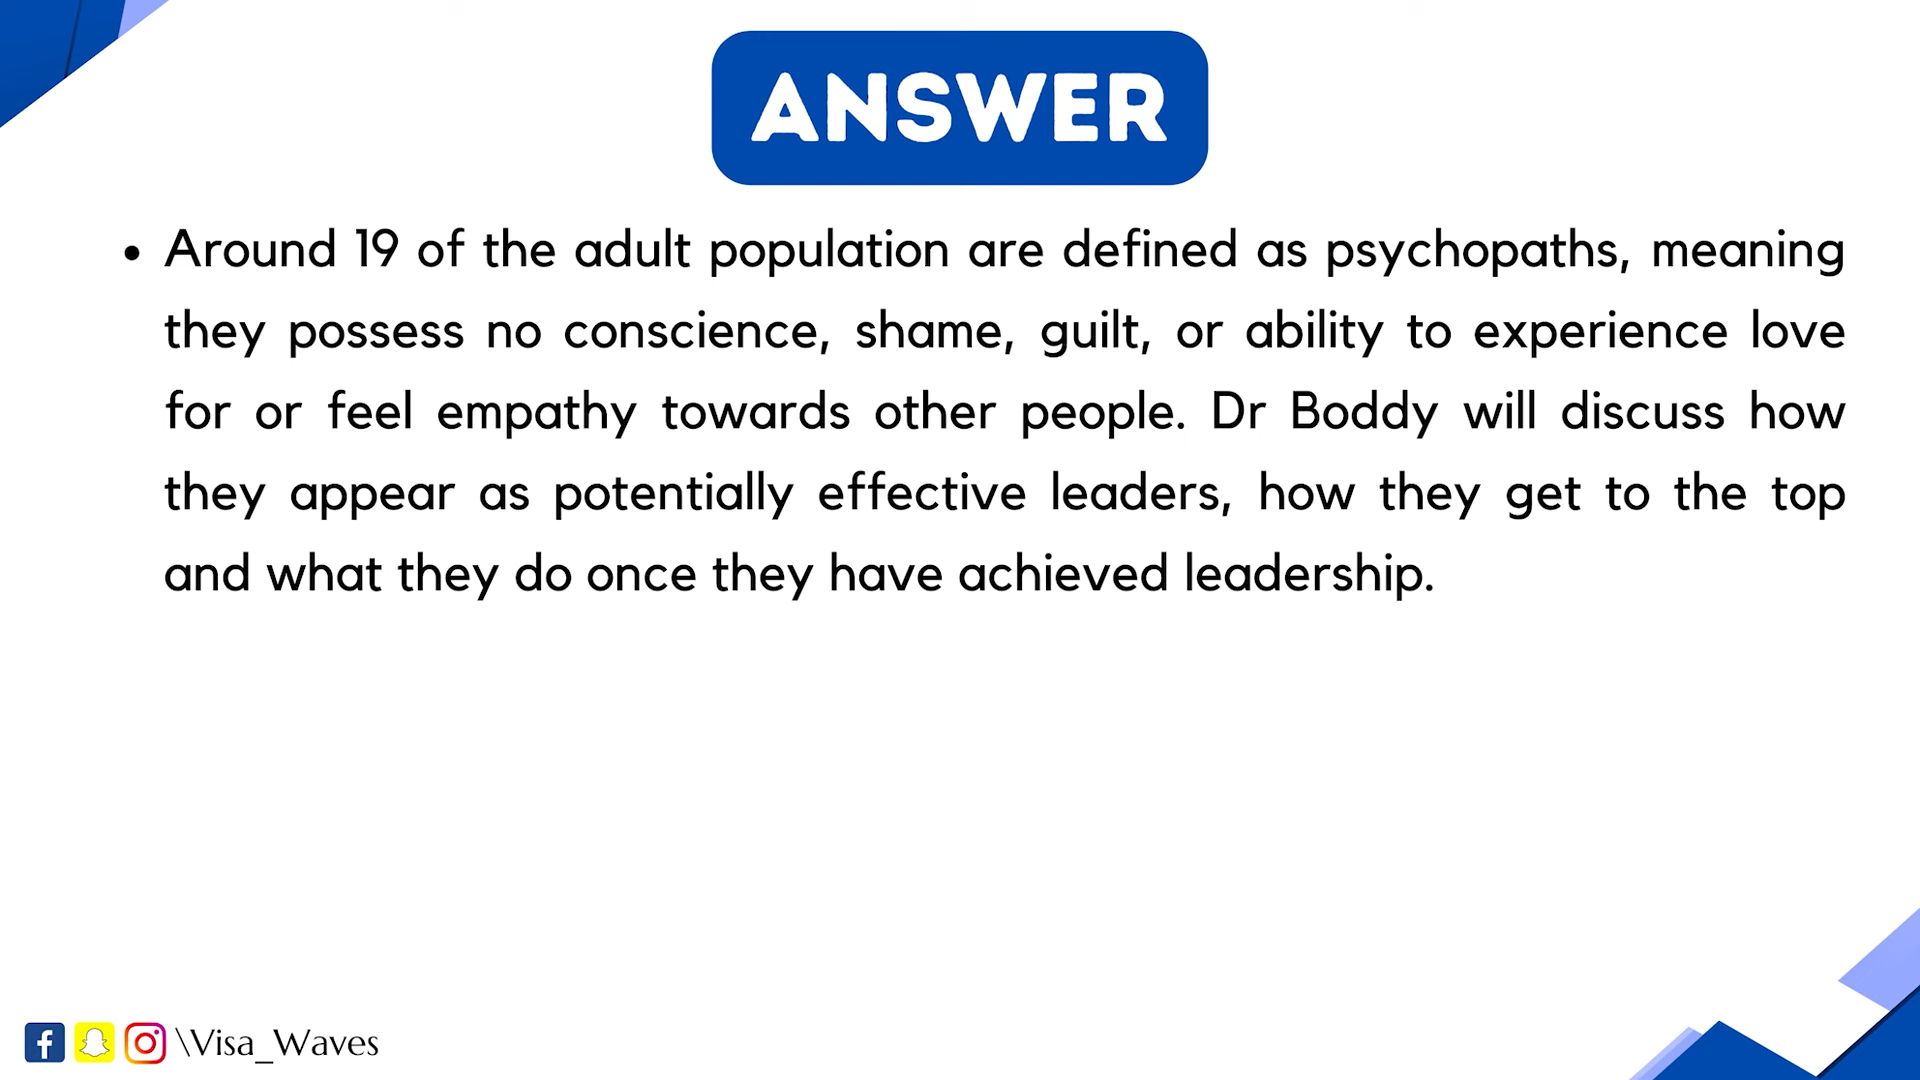 ANSWER
• Around 19 of the adult population are defined as psychopaths, meaning
they possess no conscience, shame, guilt, or ability to experience love
for or feel empathy towards other people. Dr Boddy will discuss how
they appear as potentially effective leaders, how they get to the top
and what they do once they have achieved leadership.
\Visa_Waves